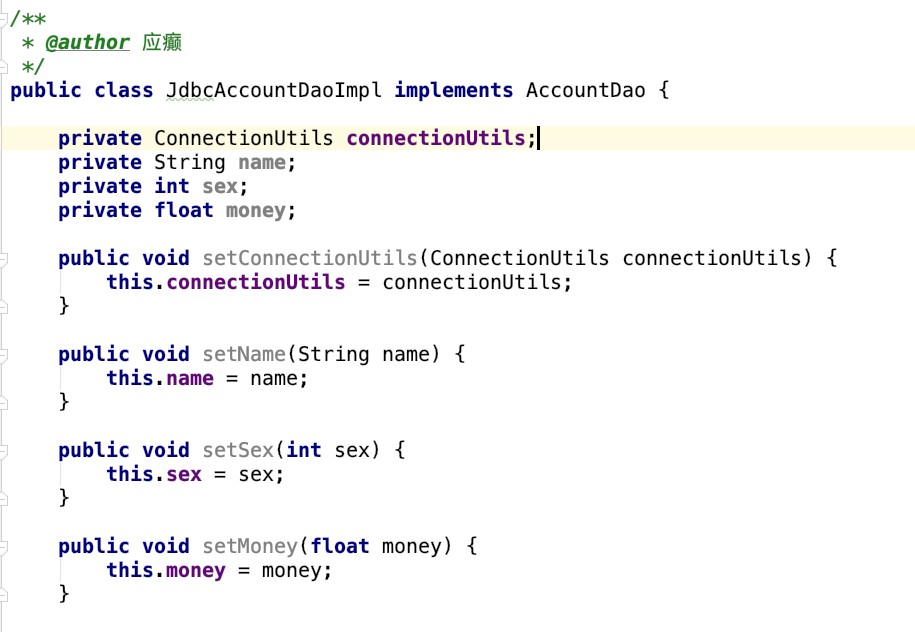 /**
 * @author 应癫
 */
public class JdbcAccountDaoImpl implements AccountDao {
    private ConnectionUtils connectionUtils;
    private String name;
    private int sex;
    private float money;
    public void setConnectionUtils(ConnectionUtils connectionUtils) {
        this.connectionUtils = connectionUtils;
    }
    public void setName(String name) {
        this.name = name;
    }
    public void setSex(int sex) {
        this.sex = sex;
    }
    public void setMoney(float money) {
        this.money = money;
    }